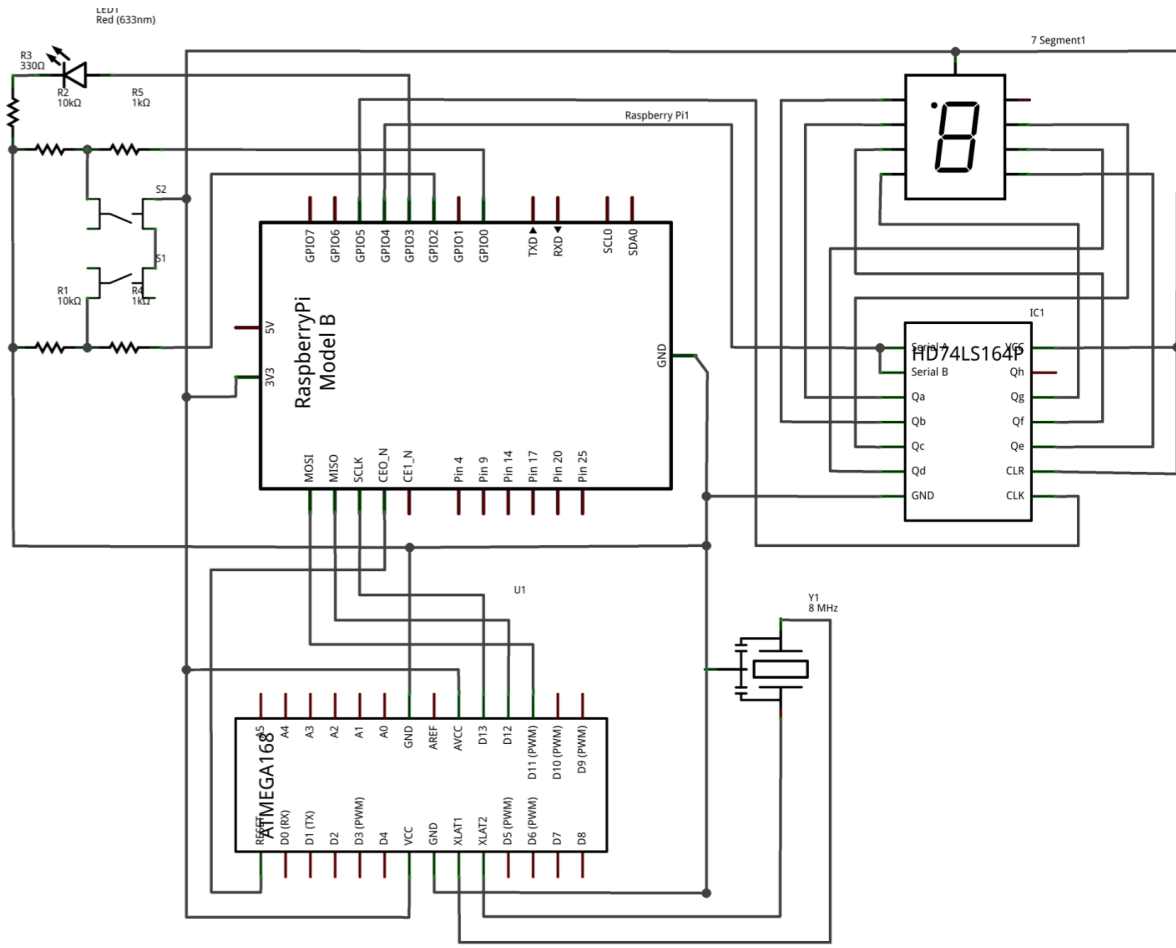 LED1
Red (633nm)
7 Segment1
R3
330Ω
R2
10kΩ
R5
1kΩ
Raspberry Pi1
S2
S1
R1
10kΩ
R4
1kΩ
GPIO7
GPIO6
GPIO5
GPIO4
GPIO3
GPIO2
GPIO1
GPIO0
TXD
RXD
SCL0
SDA0
5V
3V3
RaspberryPi
Model B
GND
MOSI
MISO
SCLK
CEO_N
CE1_N
Pin 4
Pin 9
Pin 14
Pin 17
Pin 20
Pin 25
IC1
HD74LS164P
Serial A
Serial B
Qa
Qb
Qc
Qd
GND
VCC
Qh
Qg
Qf
Qe
CLR
CLK
U1
Y1
8 MHz
A5
A4
A3
A2
A1
A0
GND
AREF
AVCC
D13
D12
D11 (PWM)
D10 (PWM)
D9 (PWM)
ATMEGA168
RESET
D0 (RX)
D1 (TX)
D2
D3 (PWM)
D4
VCC
GND
XLAT1
XLAT2
D5 (PWM)
D6 (PWM)
D7
D8